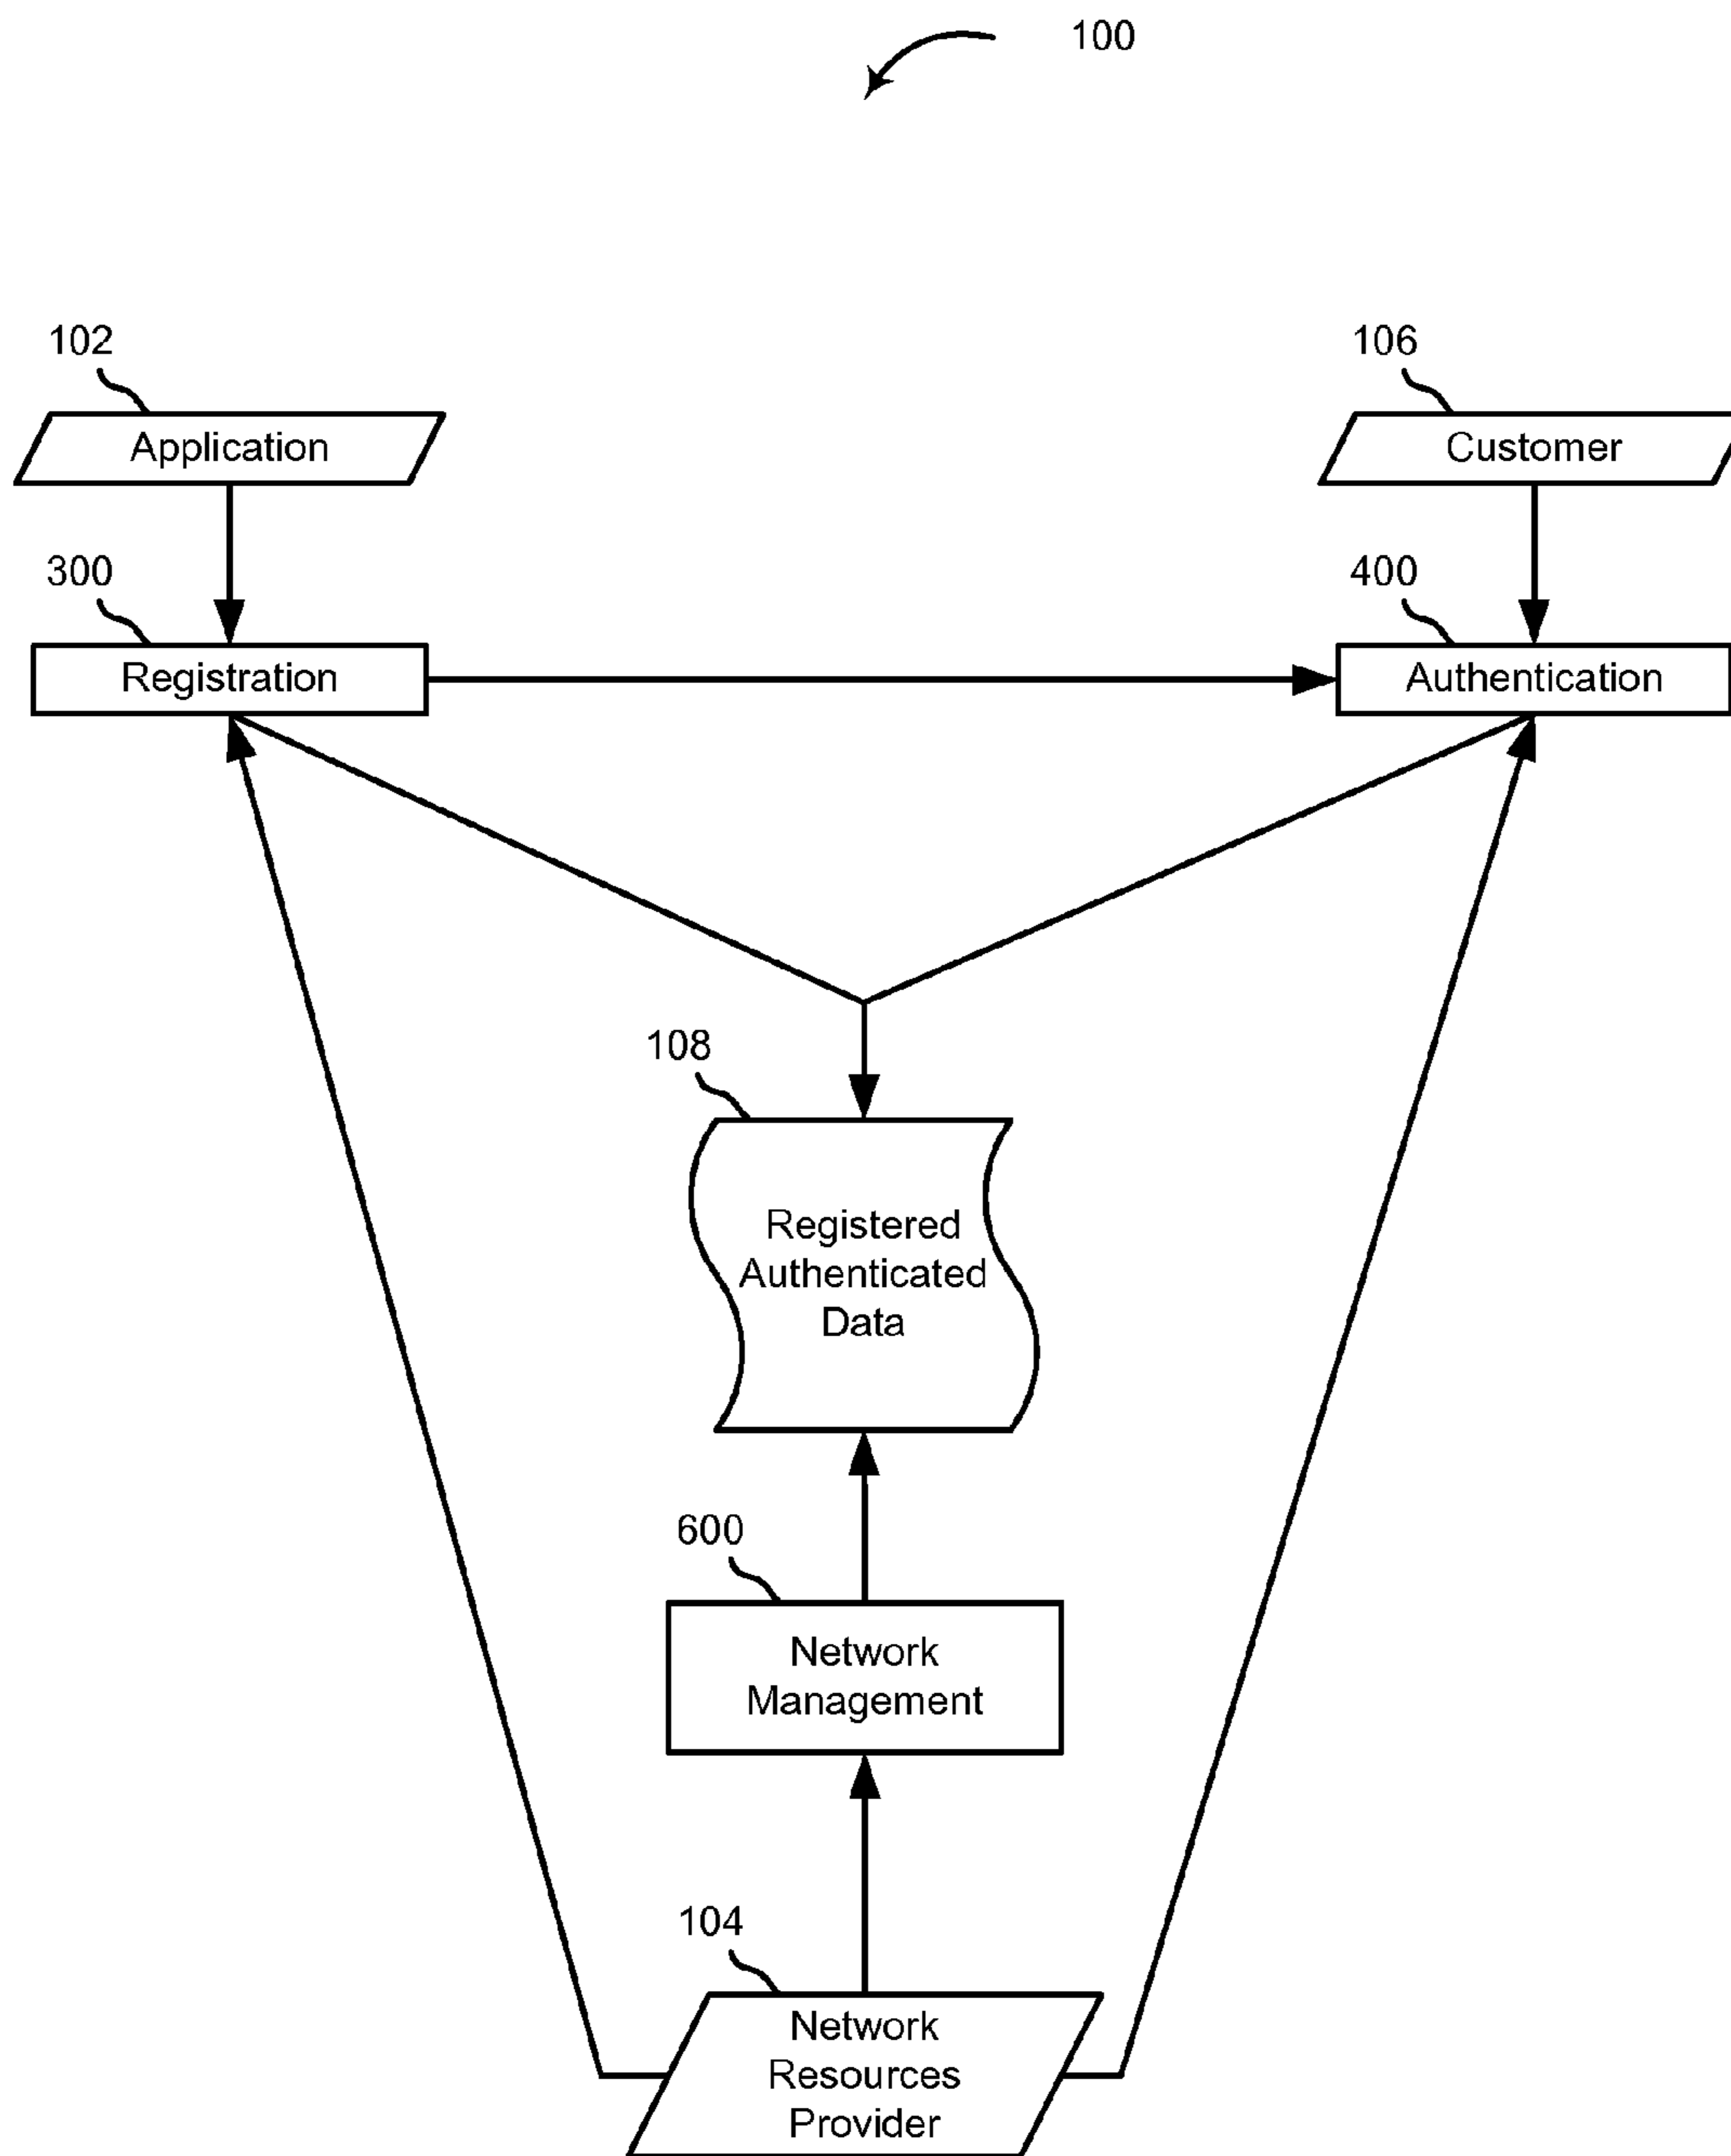 100
102
106
Application
Customer
300
400
Registration
Authentication
108
Registered
Authenticated
Data
600
Network
Management
104
Network
Resources
Provider